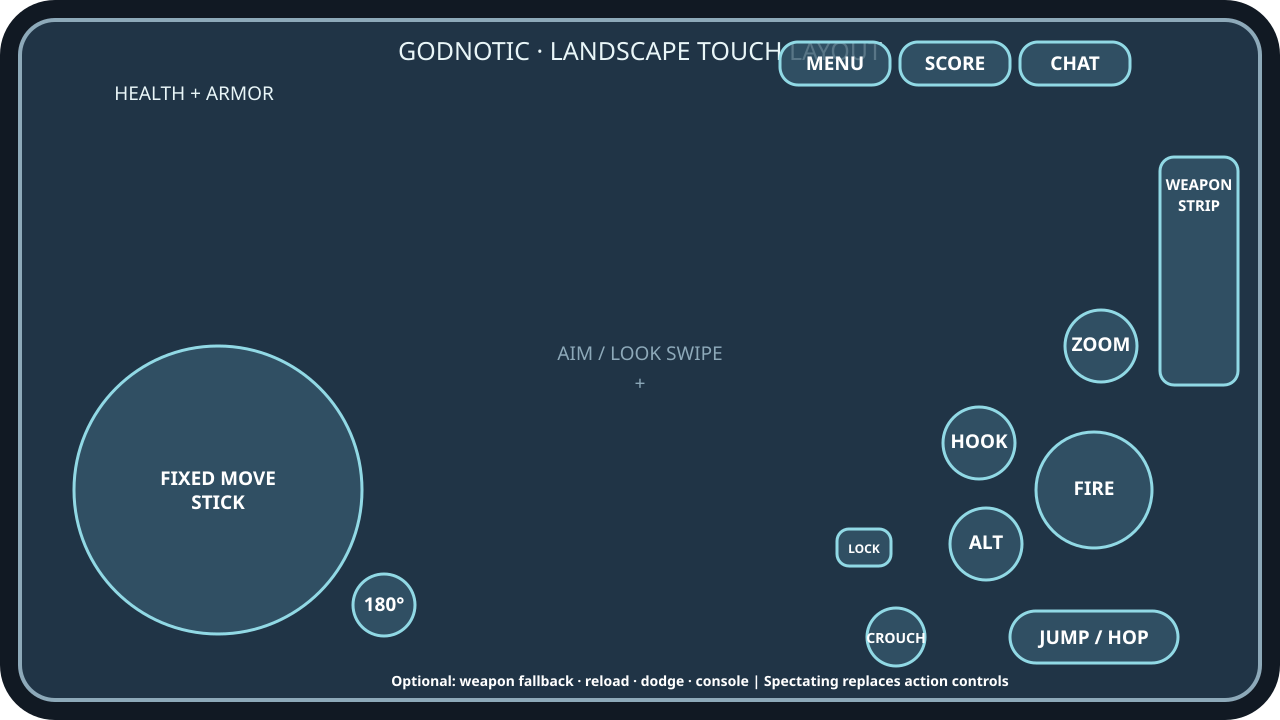 GODNOTIC · LANDSCAPE TOUCH LAYOUT
MENU
SCORE
CHAT
HEALTH + ARMOR
WEAPON
STRIP
ZOOM
AIM / LOOK SWIPE
+
HOOK
FIRE
FIXED MOVE
STICK
ALT
LOCK
180°
CROUCH
JUMP / HOP
Optional: weapon fallback · reload · dodge · console | Spectating replaces action controls